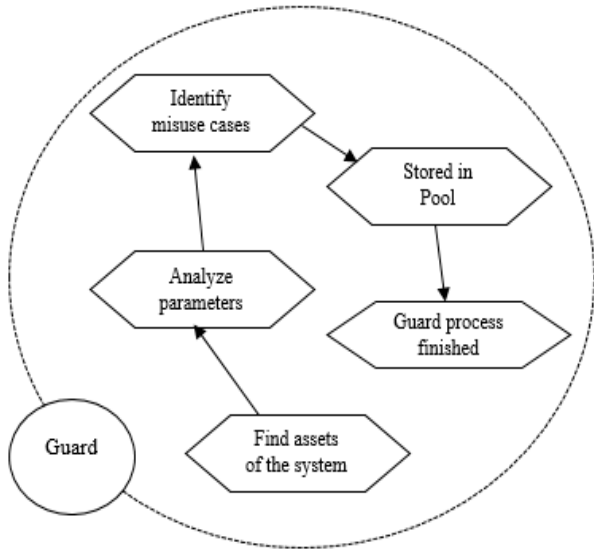 Identify
misuse cases
Stored in
Pool
Analyze
parameters
Guard process
finished
Guard
Find assets
of the system